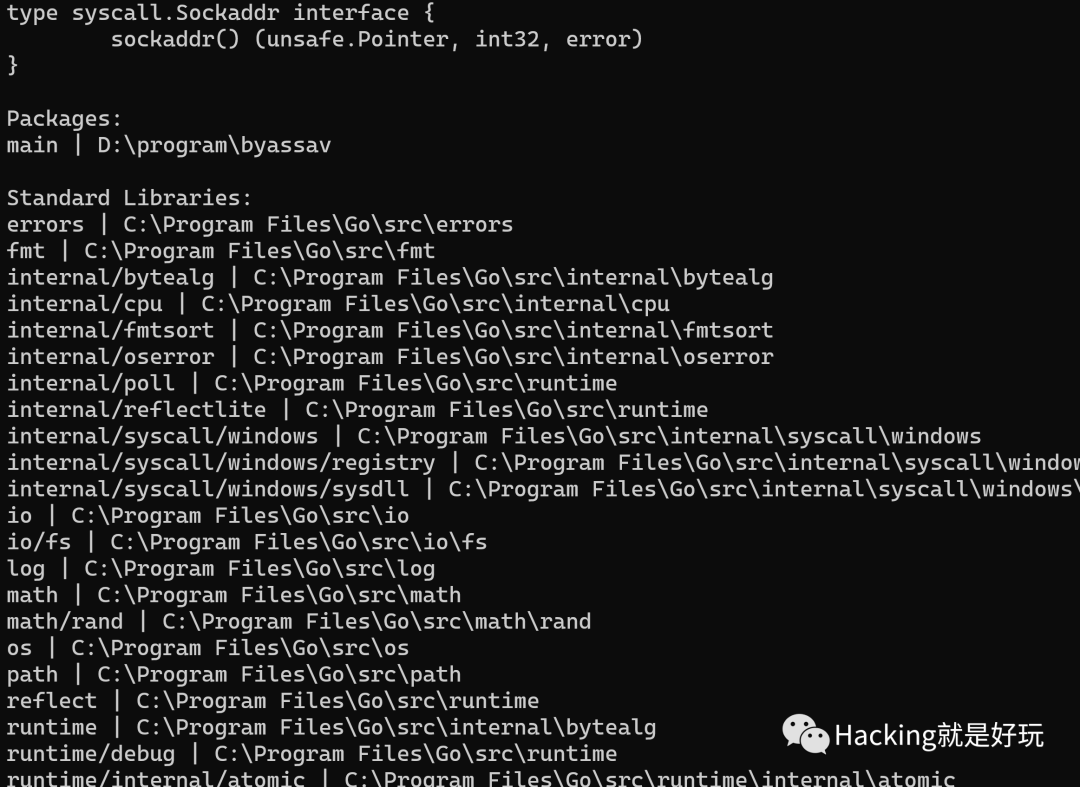 type syscall.Sockaddr interface {
        sockaddr() (unsafe.Pointer, int32, error)
}

Packages:
main | D:\program\byassav

Standard Libraries:
errors | C:\Program Files\Go\src\errors
fmt | C:\Program Files\Go\src\fmt
internal/bytealg | C:\Program Files\Go\src\internal\bytealg
internal/cpu | C:\Program Files\Go\src\internal\cpu
internal/fmtsort | C:\Program Files\Go\src\internal\fmtsort
internal/oserror | C:\Program Files\Go\src\internal\oserror
internal/poll | C:\Program Files\Go\src\runtime
internal/reflectlite | C:\Program Files\Go\src\runtime
internal/syscall/windows | C:\Program Files\Go\src\internal\syscall\windows
internal/syscall/windows/registry | C:\Program Files\Go\src\internal\syscall\window
internal/syscall/windows/sysdll | C:\Program Files\Go\src\internal\syscall\windows\
io | C:\Program Files\Go\src\io
io/fs | C:\Program Files\Go\src\io\fs
log | C:\Program Files\Go\src\log
math | C:\Program Files\Go\src\math
math/rand | C:\Program Files\Go\src\math\rand
os | C:\Program Files\Go\src\os
path | C:\Program Files\Go\src\path
reflect | C:\Program Files\Go\src\runtime
runtime | C:\Program Files\Go\src\internal\bytealg
runtime/debug | C:\Program Files\Go\src\runtime
runtime/internal/atomic | C:\Program Files\Go\src\runtime\internal\atomic
Hacking就是好玩